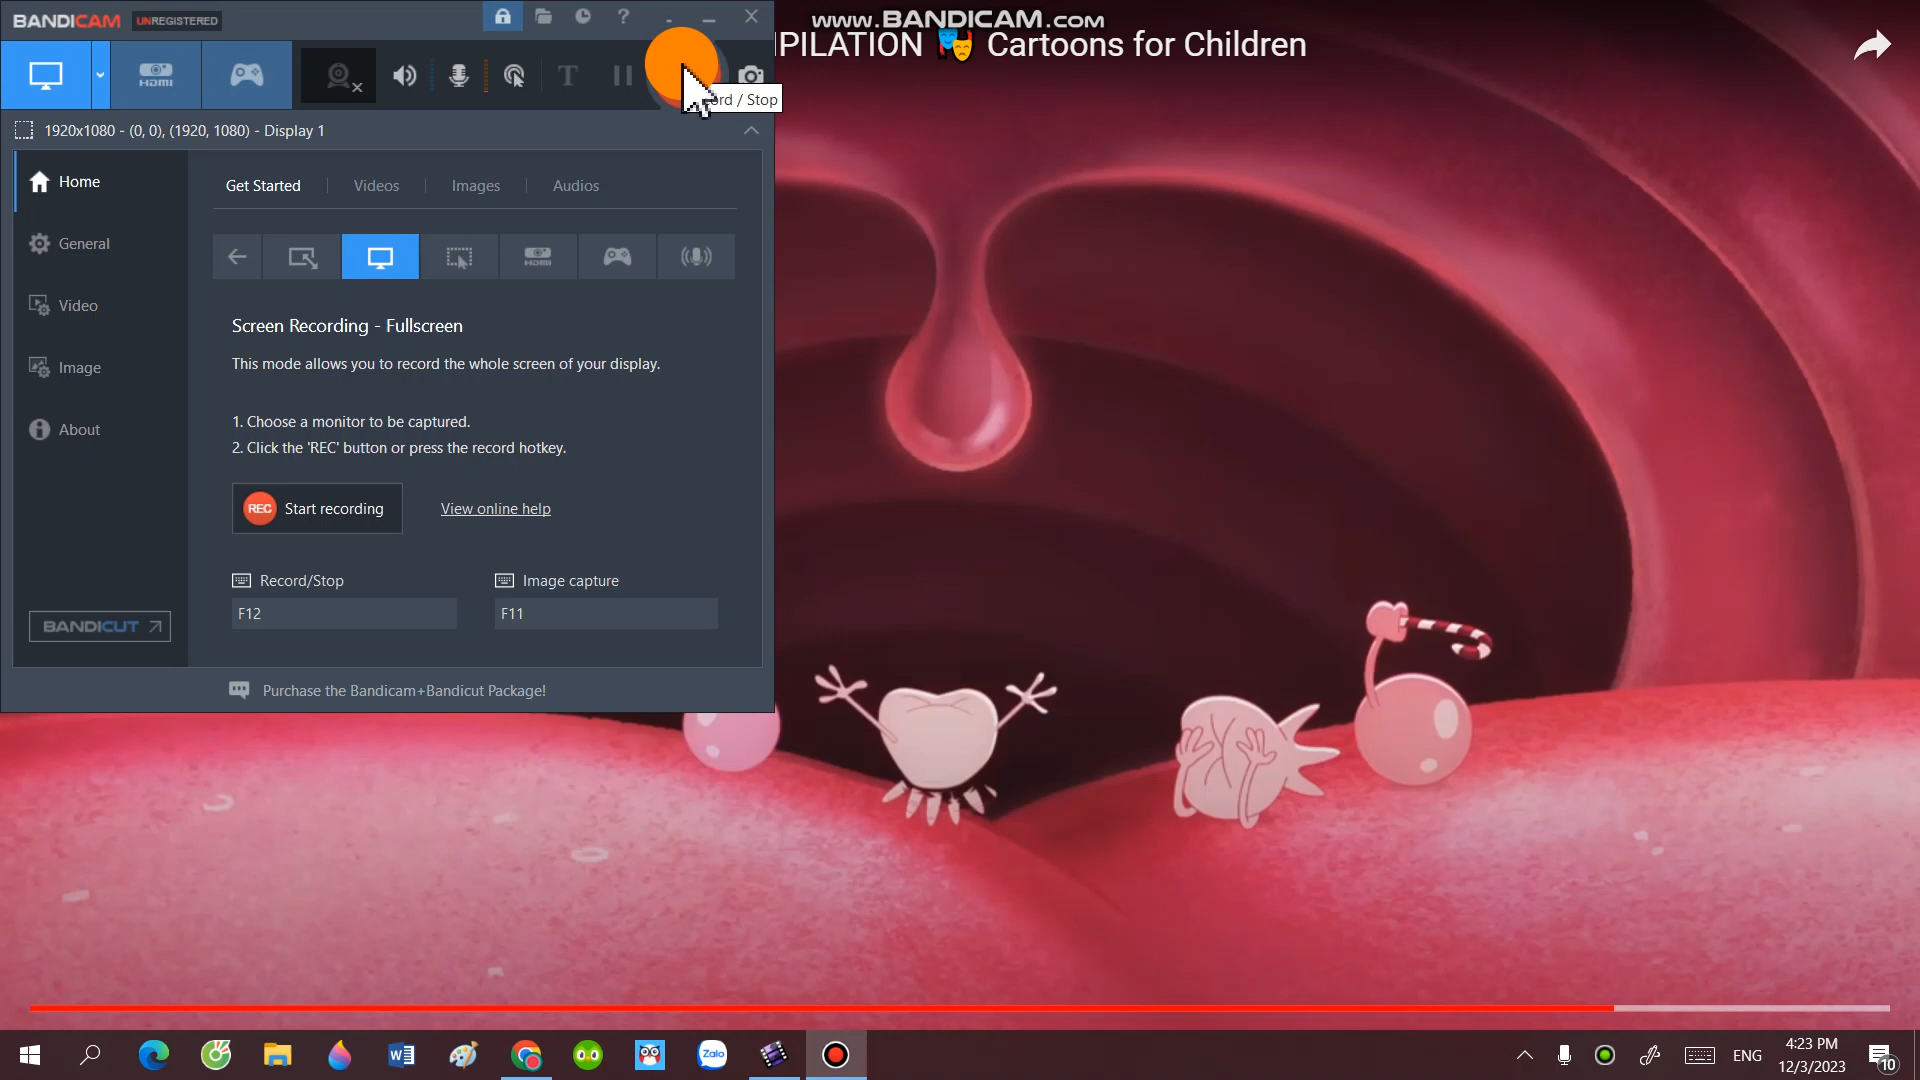 BANDICAM UNREGISTERED
www.BANDICAM.COM
PILATION 🎭 Cartoons for Children
HDMI
T
rd / Stop
1920x1080 - (0, 0), (1920, 1080) - Display 1
Home
General
Video
Image
About
BANDICUT
Get Started
Videos
Images
Audios
HDMI
Screen Recording - Fullscreen
This mode allows you to record the whole screen of your display.
1. Choose a monitor to be captured.
2. Click the 'REC' button or press the record hotkey.
REC Start recording
View online help
Record/Stop
Image capture
F12
F11
Purchase the Bandicam+Bandicut Package!
Zalo
ENG
4:23 PM
12/3/2023
10